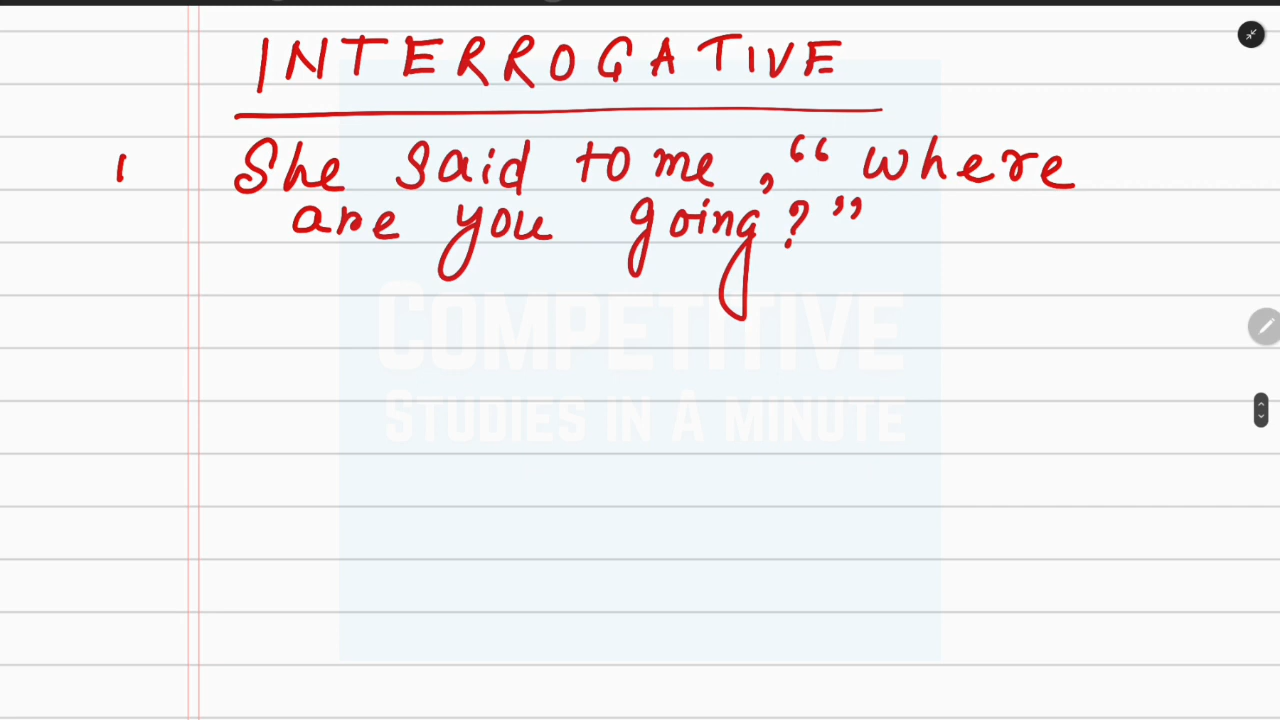 INTERROGATIVE
1 She said to me, “where
are you going?”
COMPETITIVE
STUDIES IN A MINUTE